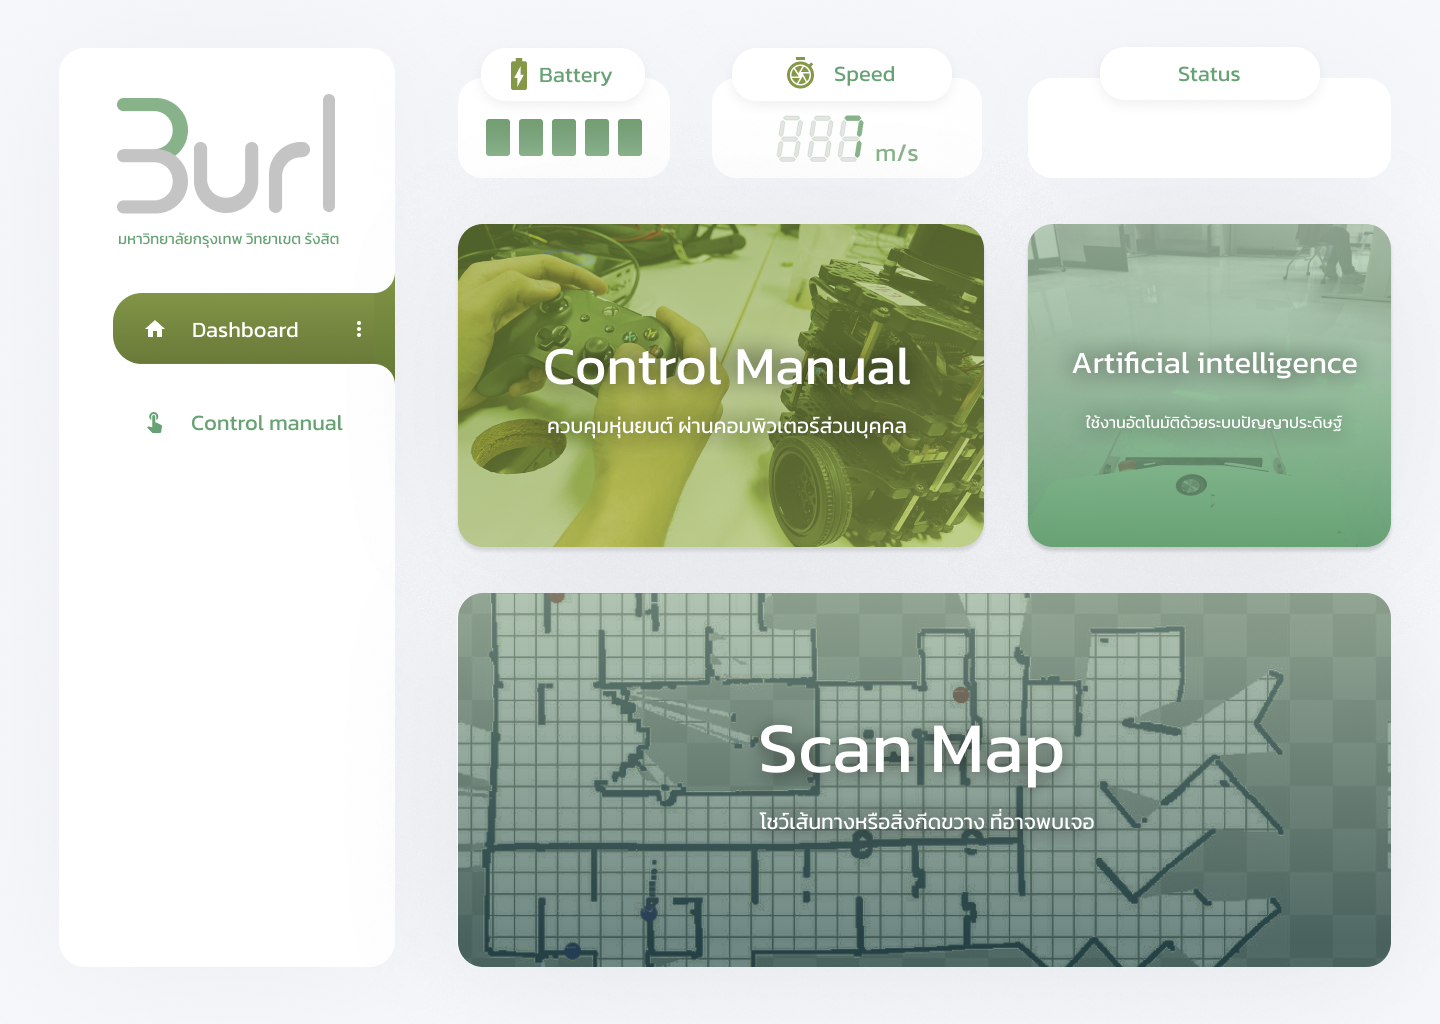 Burl
มหาวิทยาลัยกรุงเทพ วิทยาเขต รังสิต
Dashboard
Control manual
Battery
Speed
7 m/s
Status
Control Manual
ควบคุมหุ่นยนต์ ผ่านคอมพิวเตอร์ส่วนบุคคล
Artificial intelligence
ใช้งานอัตโนมัติด้วยระบบปัญญาประดิษฐ์
Scan Map
โชว์เส้นทางหรือสิ่งกีดขวาง ที่อาจพบเจอ